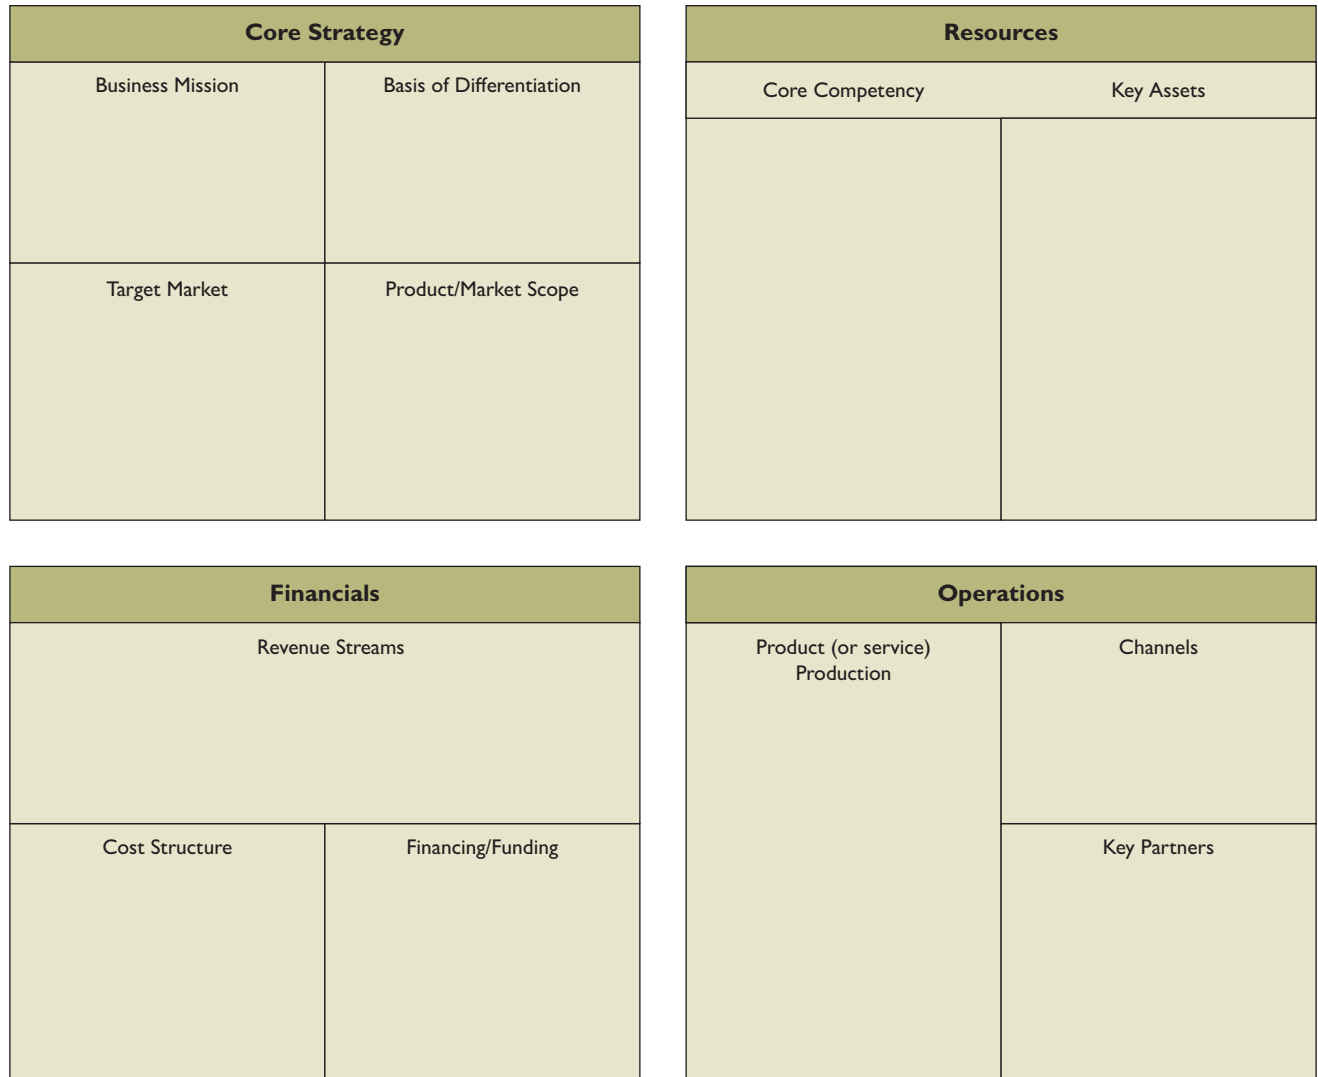 Core Strategy
Business Mission
Basis of Differentiation
Target Market
Product/Market Scope
Resources
Core Competency
Key Assets
Financials
Revenue Streams
Cost Structure
Financing/Funding
Operations
Product (or service)
Production
Channels
Key Partners